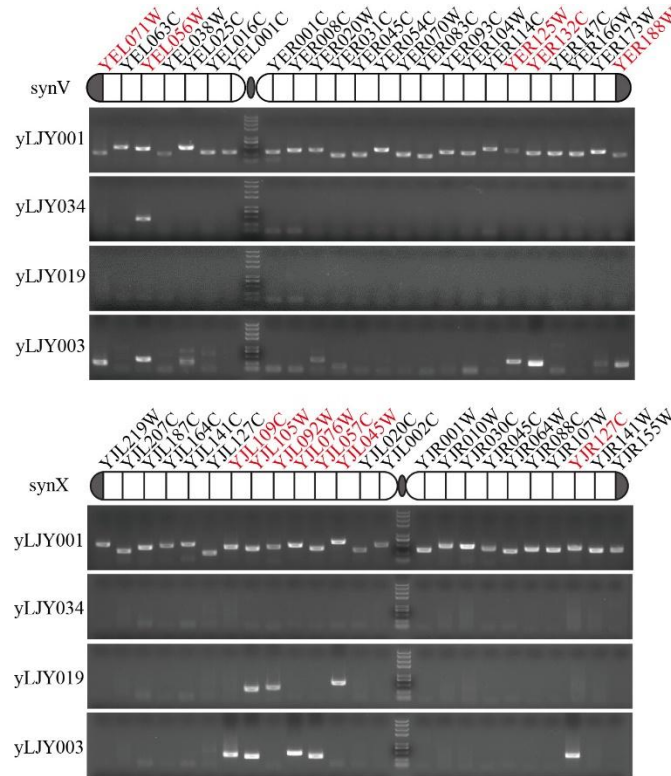 YEL071W
YEL063C
YEL056W
YEL038W
YEL025C
YEL016C
YEL001C
YER001C
YER008C
YER020W
YER031C
YER045C
YER054C
YER070W
YER083C
YER093C
YER104W
YER114C
YER125W
YER132C
YER147C
YER166W
YER173W
YER188W
synV
yLJY001
yLJY034
yLJY019
yLJY003
YJL219W
YJL207C
YJL187C
YJL164C
YJL141C
YJL127C
YJL109C
YJL105W
YJL092W
YJL076W
YJL057C
YJL045W
YJL020C
YJL002C
YJR001W
YJR010W
YJR030C
YJR045C
YJR064W
YJR088C
YJR107W
YJR127C
YJR141W
YJR155W
synX
yLJY001
yLJY034
yLJY019
yLJY003